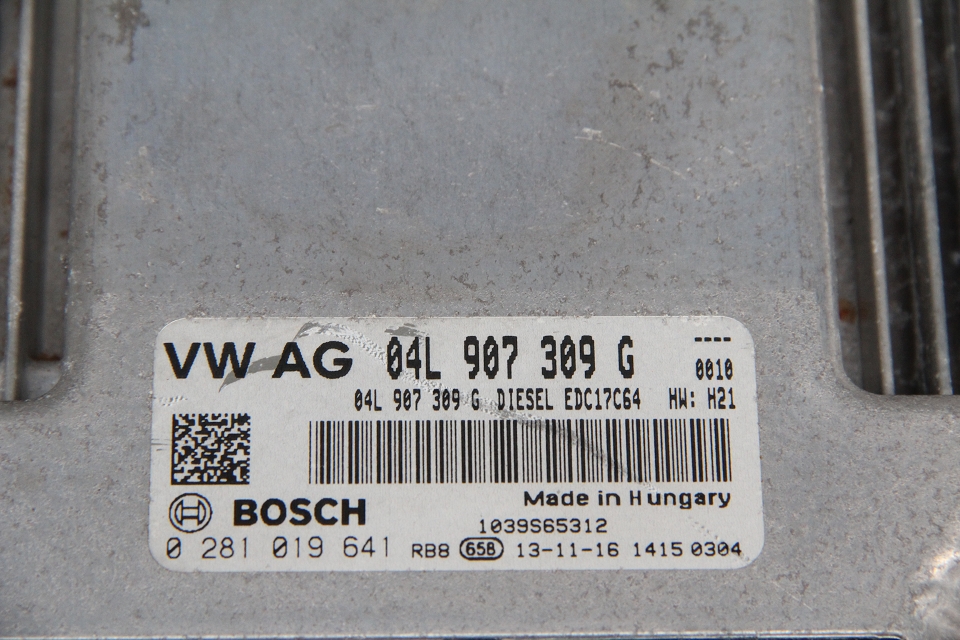 VW AG 04L 907 309 G ----
0010
04L 907 309 G DIESEL EDC17C64 HW: H21
Made in Hungary
BOSCH
1039S65312
0 281 019 641 RB8 658 13-11-16 1415 0304